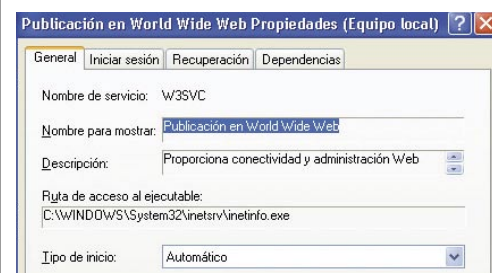 Publicación en World Wide Web Propiedades (Equipo local)
General Iniciar sesión Recuperación Dependencias
Nombre de servicio: W3SVC
Nombre para mostrar: Publicación en World Wide Web
Descripción: Proporciona conectividad y administración Web
Ruta de acceso al ejecutable:
C:\WINDOWS\System32\inetsrv\inetinfo.exe
Tipo de inicio: Automático